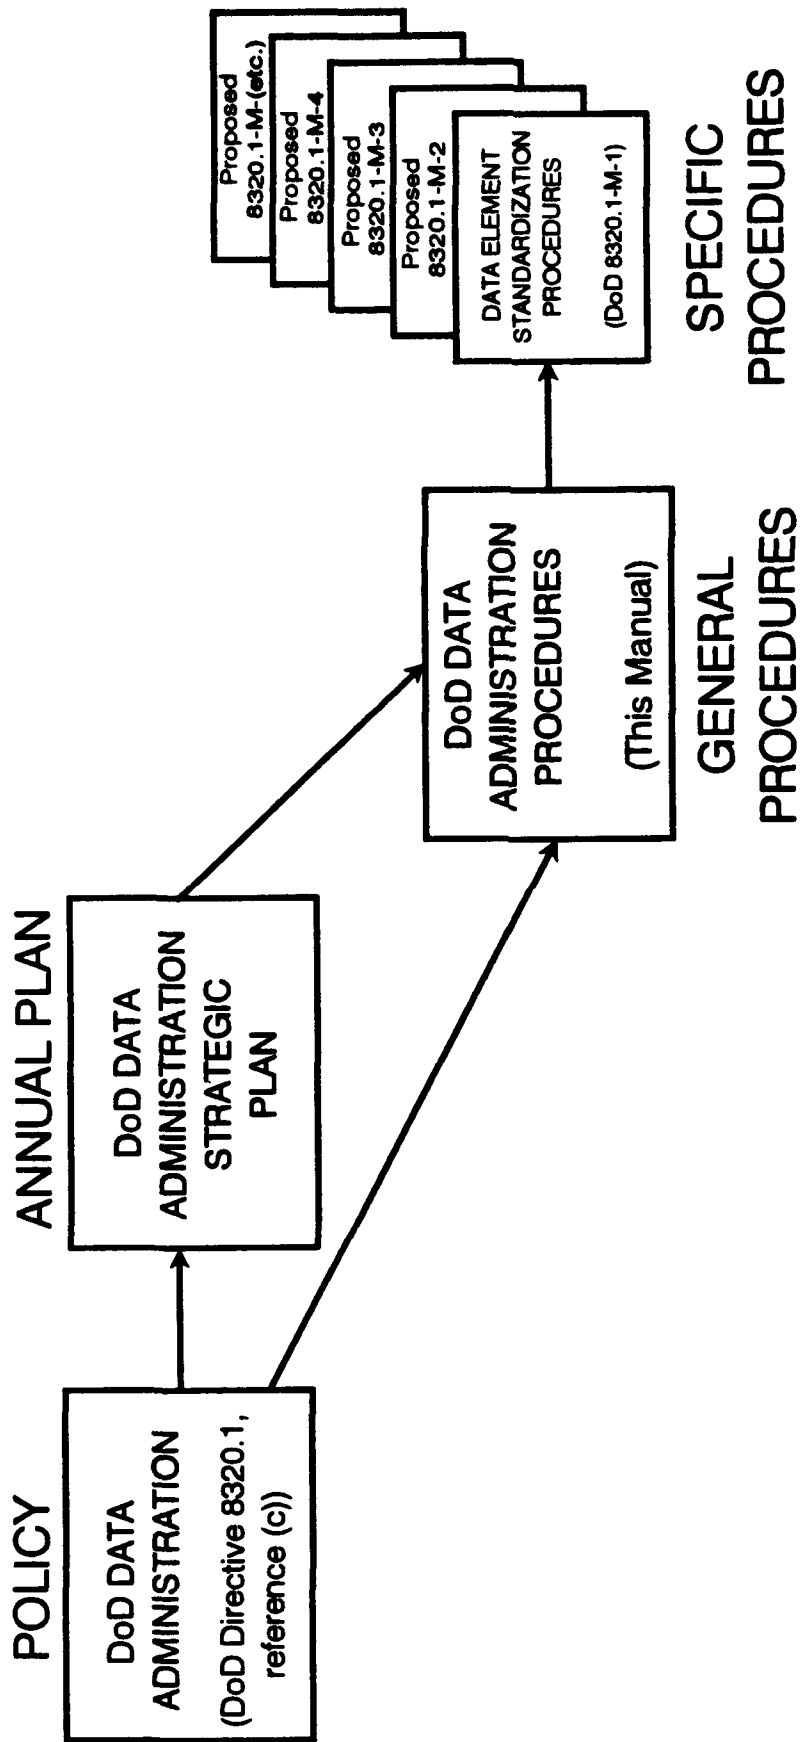 POLICY
DoD DATA
ADMINISTRATION
(DoD Directive 8320.1,
reference (c))
ANNUAL PLAN
DoD DATA
ADMINISTRATION
STRATEGIC
PLAN
DoD DATA
ADMINISTRATION
PROCEDURES
(This Manual)
GENERAL
PROCEDURES
Proposed
8320.1-M-(etc.)
Proposed
8320.1-M-4
Proposed
8320.1-M-3
Proposed
8320.1-M-2
DATA ELEMENT
STANDARDIZATION
PROCEDURES
(DoD 8320.1-M-1)
SPECIFIC
PROCEDURES